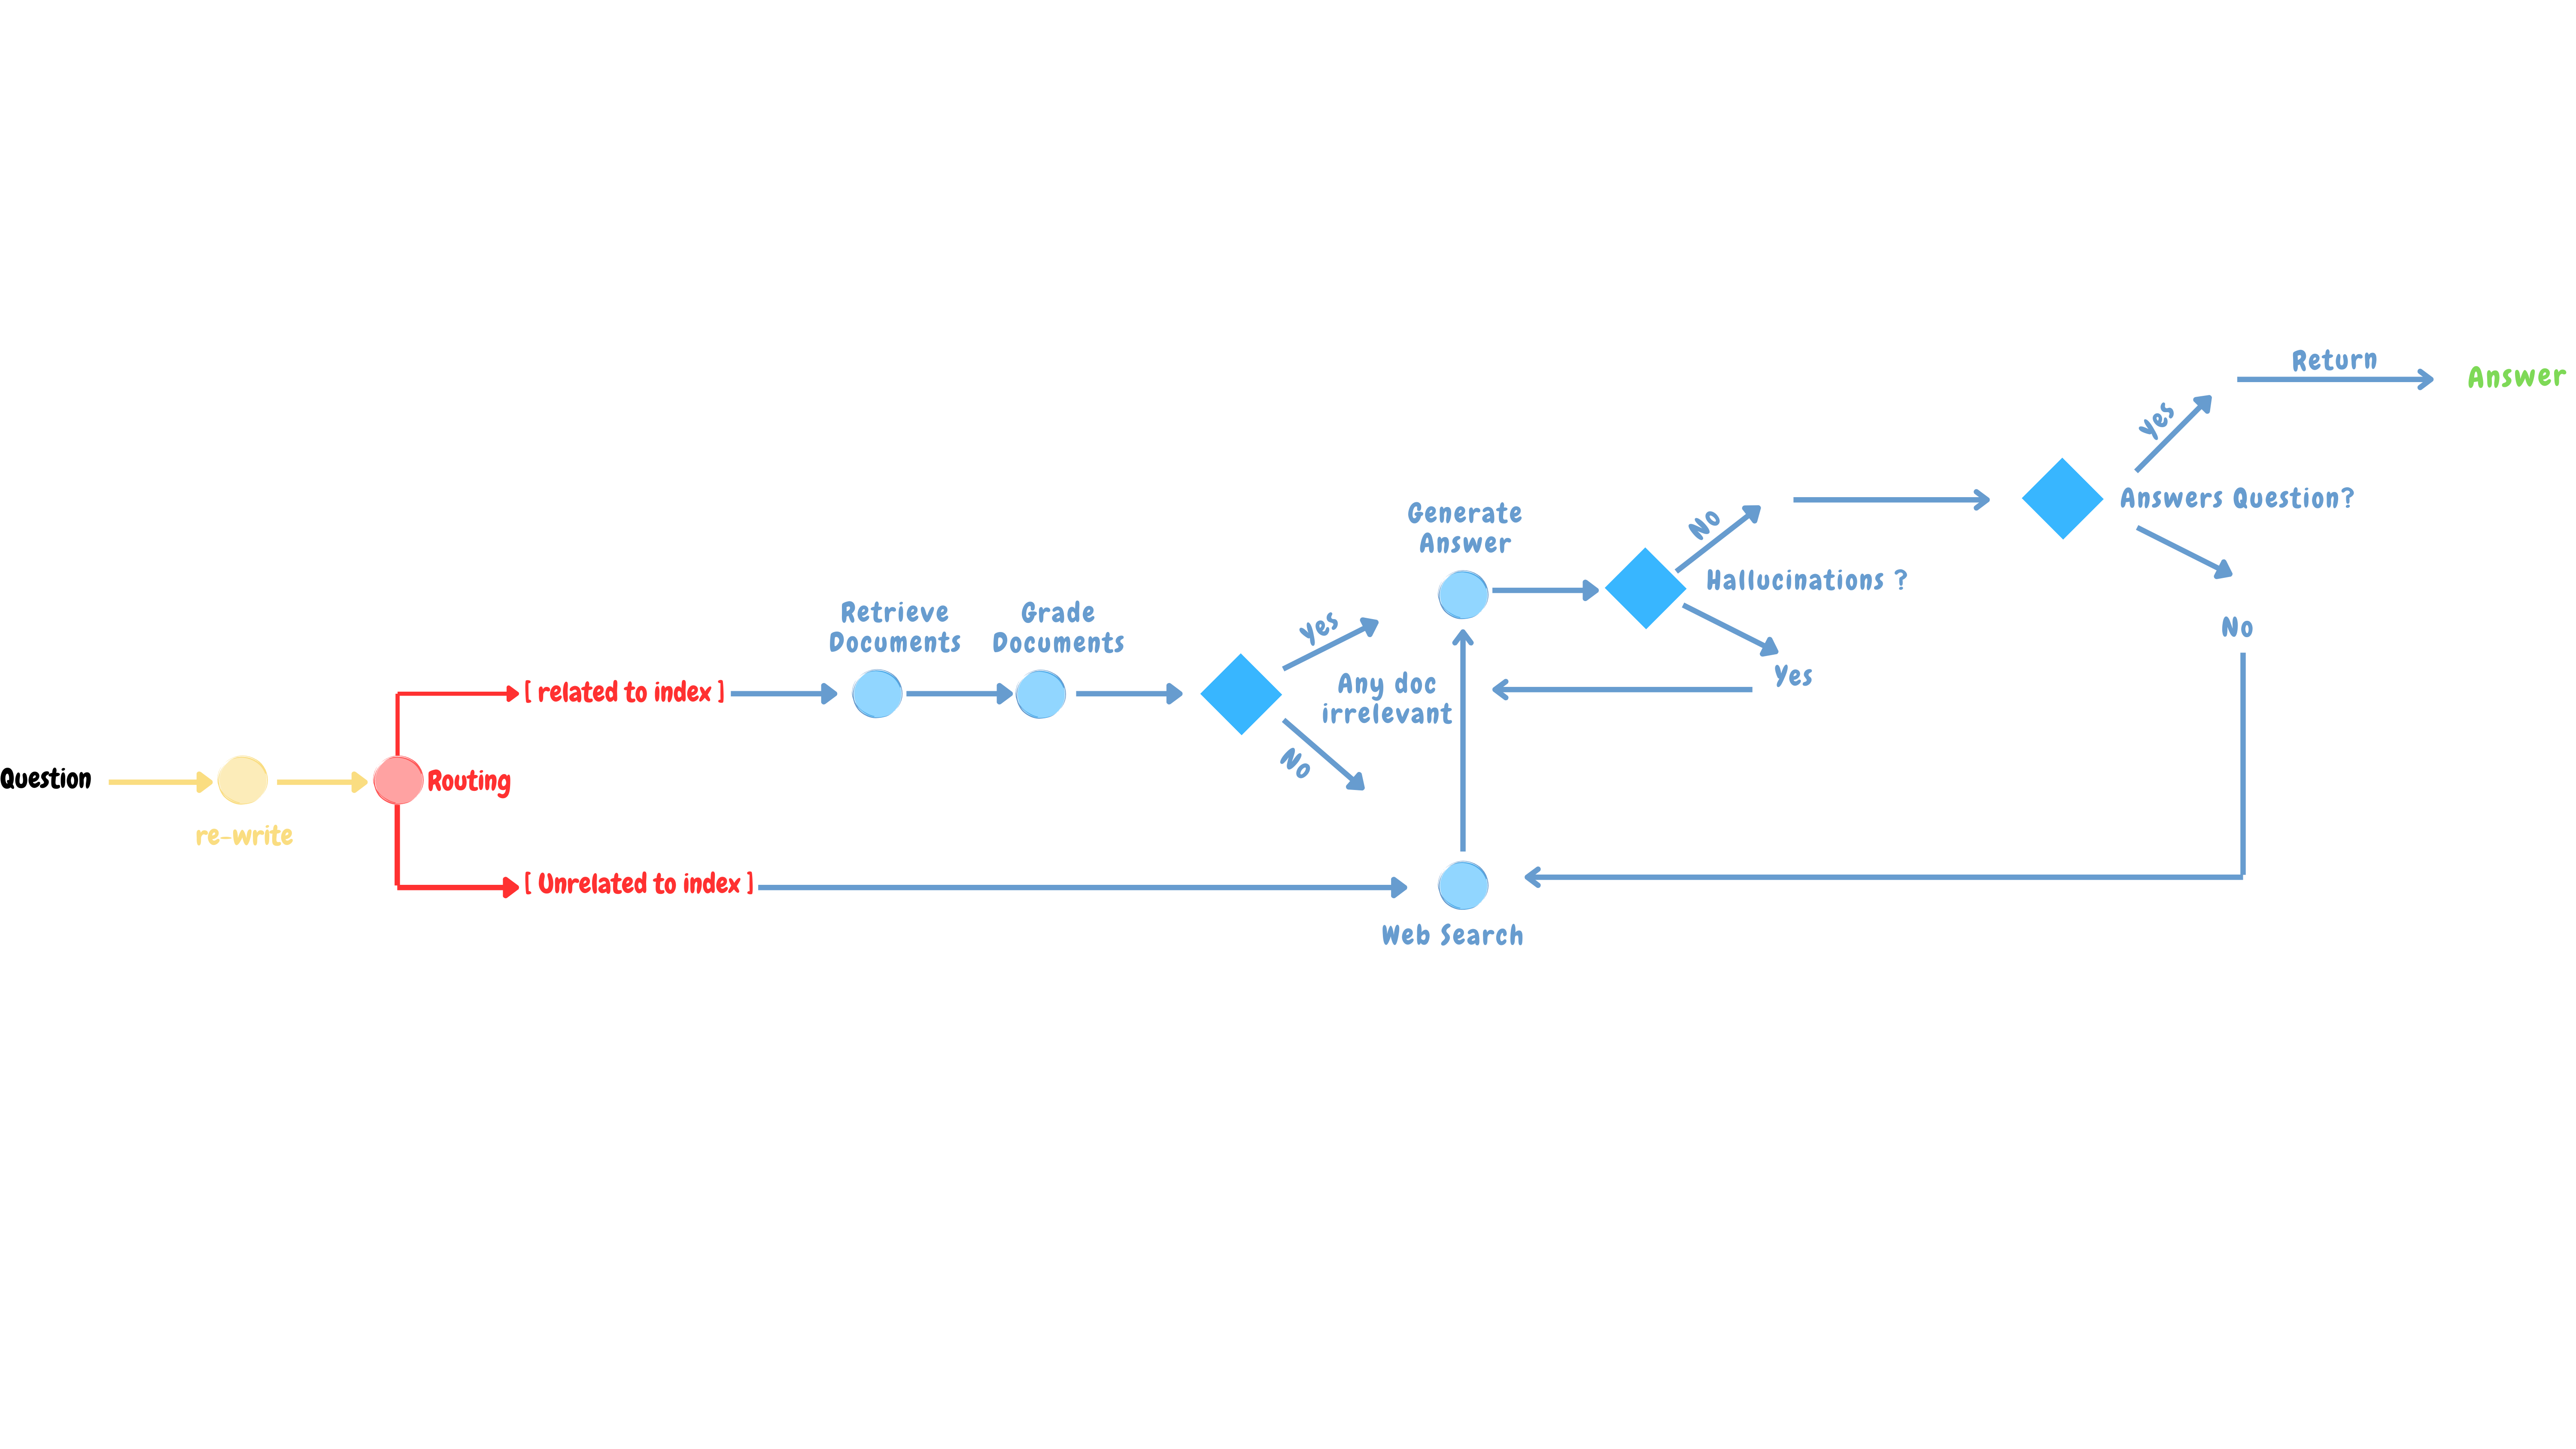 Question
re-write
Routing
[ related to index ]
[ Unrelated to index ]
Retrieve
Documents
Grade
Documents
Yes
Any doc
irrelevant
No
Generate
Answer
Web Search
No
Hallucinations ?
Yes
Yes
Answers Question?
No
Return
Answer